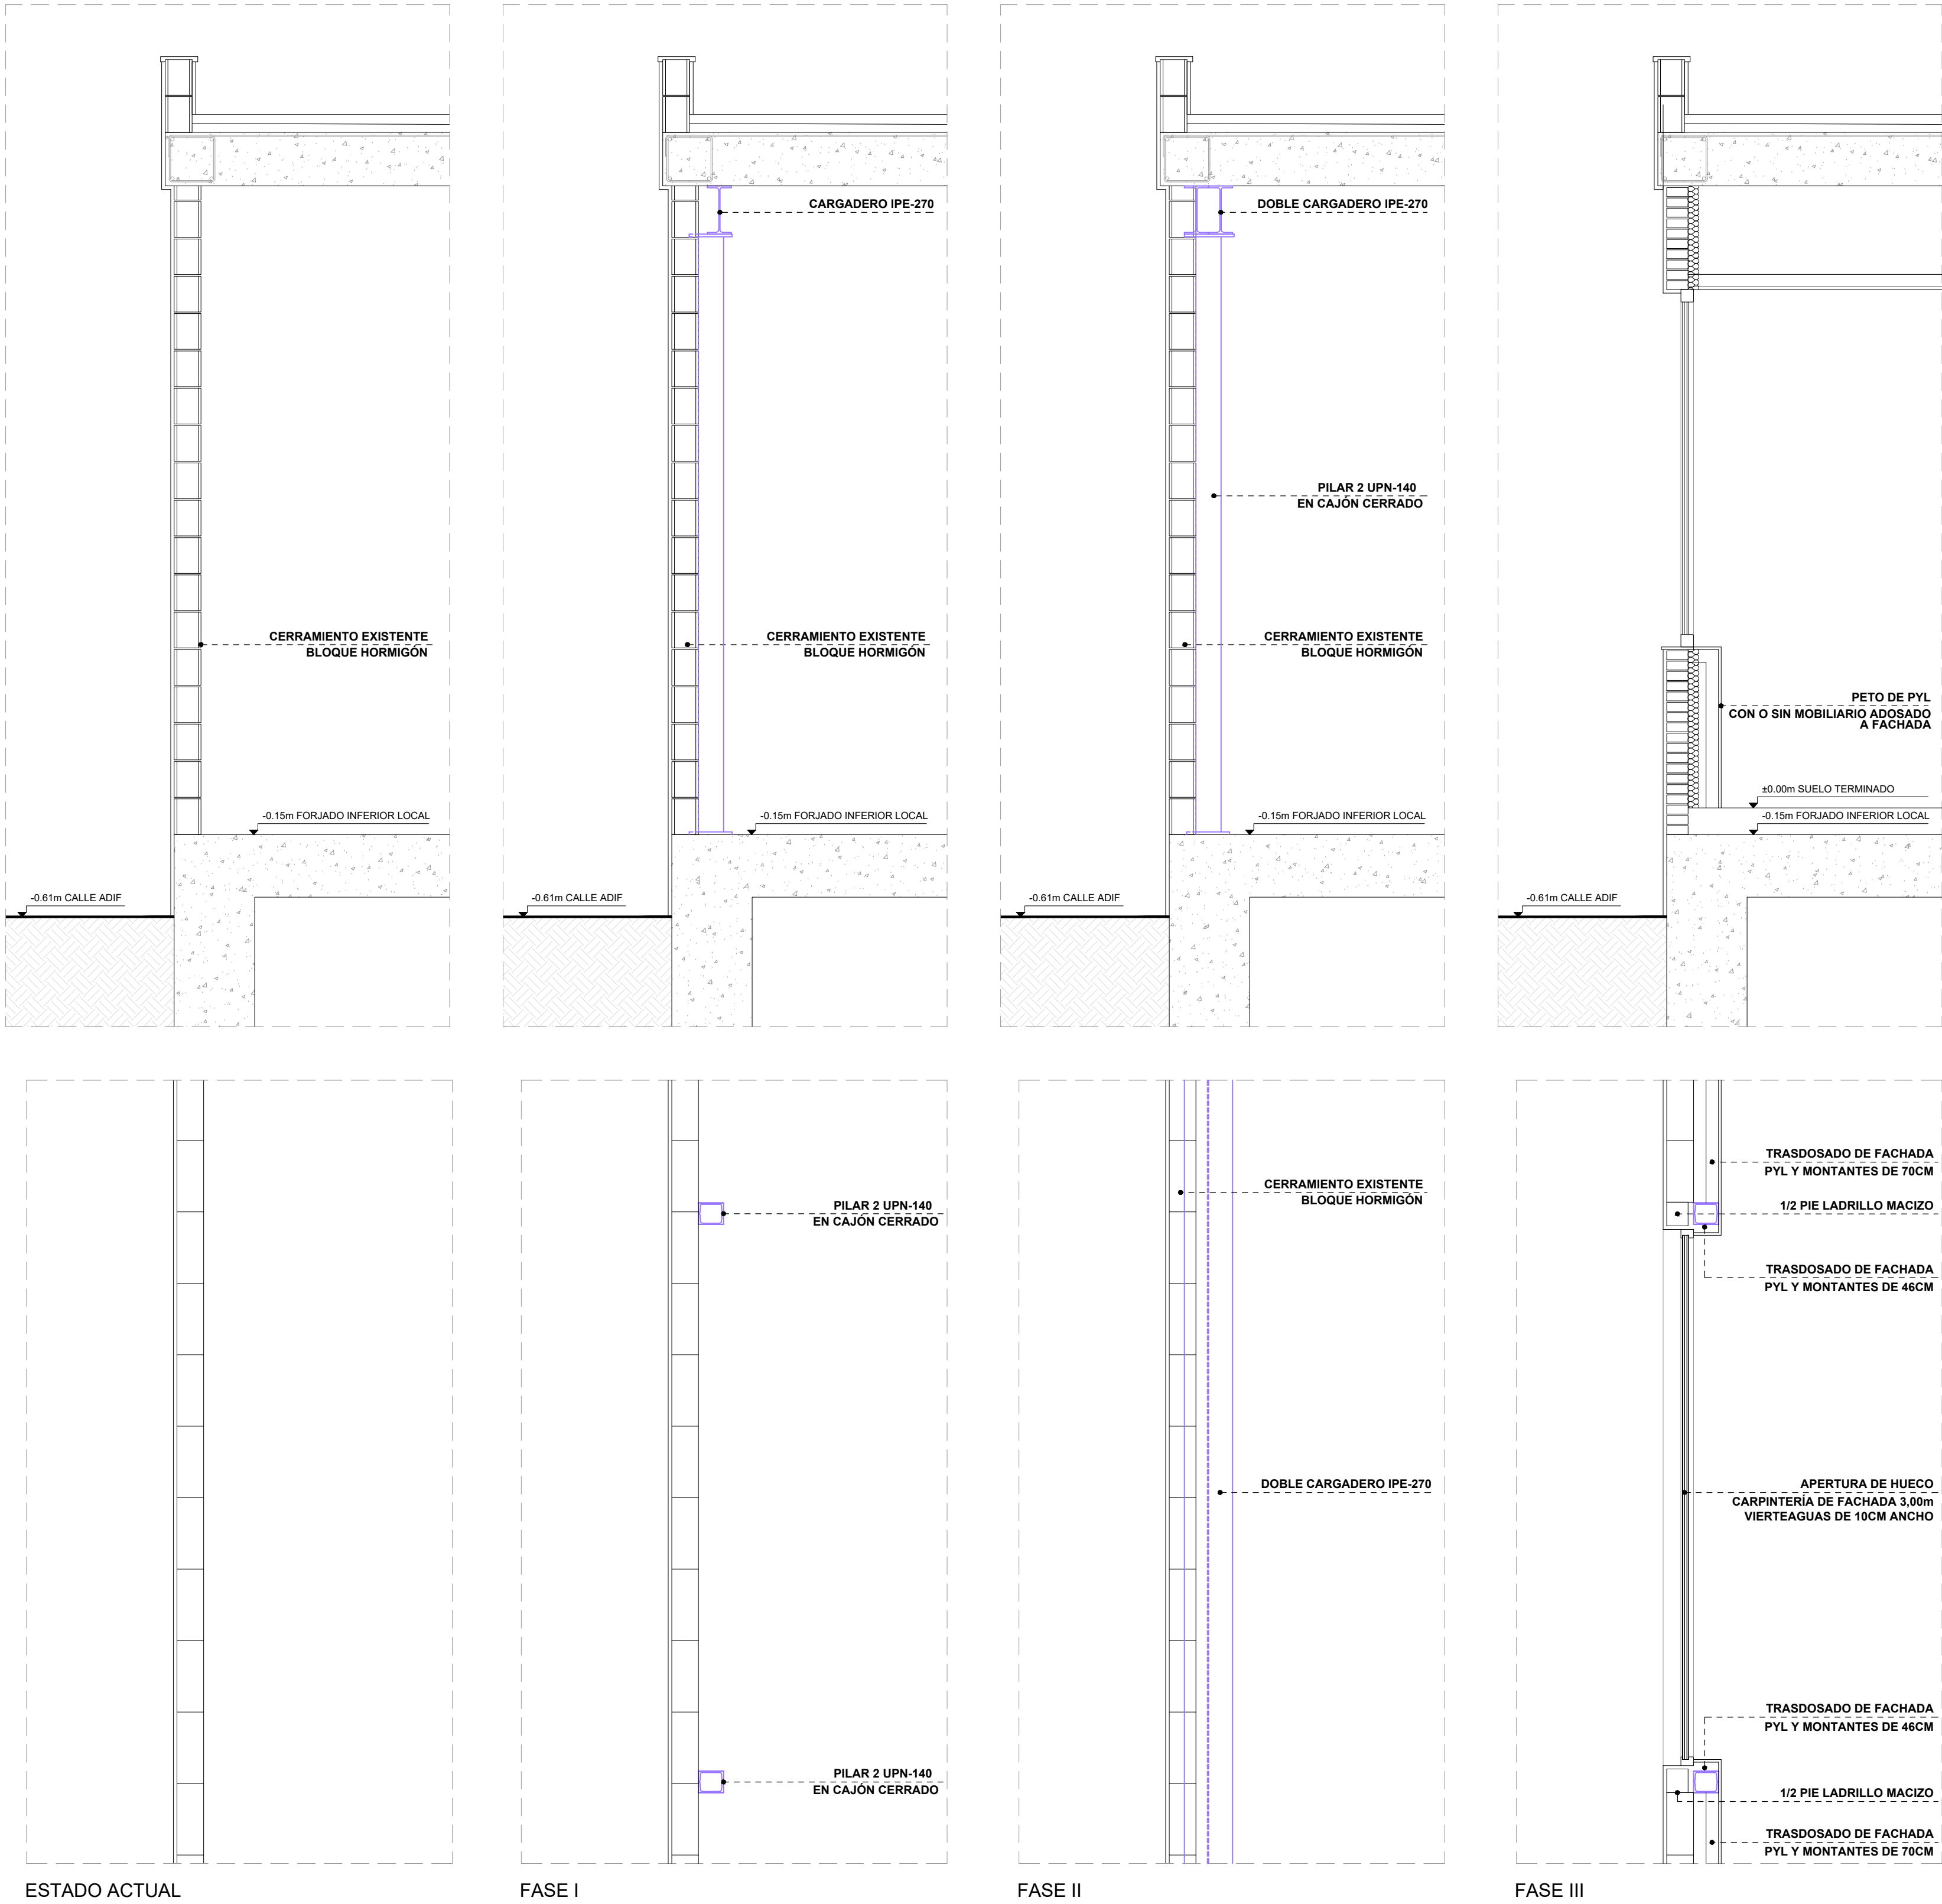 CERRAMIENTO EXISTENTE
BLOQUE HORMIGÓN
-0.15m FORJADO INFERIOR LOCAL
-0.61m CALLE ADIF
CARGADERO IPE-270
CERRAMIENTO EXISTENTE
BLOQUE HORMIGÓN
-0.15m FORJADO INFERIOR LOCAL
-0.61m CALLE ADIF
DOBLE CARGADERO IPE-270
PILAR 2 UPN-140
EN CAJÓN CERRADO
CERRAMIENTO EXISTENTE
BLOQUE HORMIGÓN
-0.15m FORJADO INFERIOR LOCAL
-0.61m CALLE ADIF
PETO DE PYL
CON O SIN MOBILIARIO ADOSADO
A FACHADA
±0.00m SUELO TERMINADO
-0.15m FORJADO INFERIOR LOCAL
-0.61m CALLE ADIF
ESTADO ACTUAL
PILAR 2 UPN-140
EN CAJÓN CERRADO
PILAR 2 UPN-140
EN CAJÓN CERRADO
FASE I
CERRAMIENTO EXISTENTE
BLOQUE HORMIGÓN
DOBLE CARGADERO IPE-270
FASE II
TRASDOSADO DE FACHADA
PYL Y MONTANTES DE 70CM
1/2 PIE LADRILLO MACIZO
TRASDOSADO DE FACHADA
PYL Y MONTANTES DE 46CM
APERTURA DE HUECO
CARPINTERÍA DE FACHADA 3,00m
VIERTEAGUAS DE 10CM ANCHO
TRASDOSADO DE FACHADA
PYL Y MONTANTES DE 46CM
1/2 PIE LADRILLO MACIZO
TRASDOSADO DE FACHADA
PYL Y MONTANTES DE 70CM
FASE III